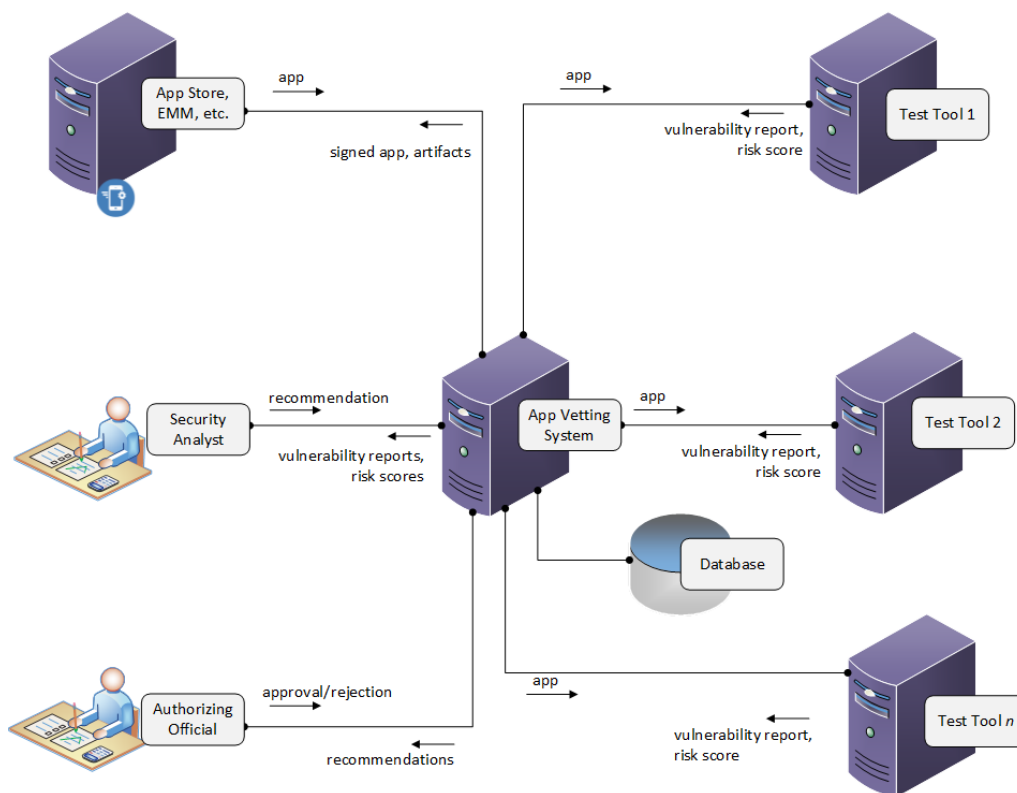 app
App Store,
EMM, etc.
signed app, artifacts
app
Test Tool 1
vulnerability report,
risk score
recommendation
Security
Analyst
vulnerability reports,
risk scores
App Vetting
System
app
Test Tool 2
vulnerability report,
risk score
Database
approval/rejection
Authorizing
Official
recommendations
app
Test Tool n
vulnerability report,
risk score